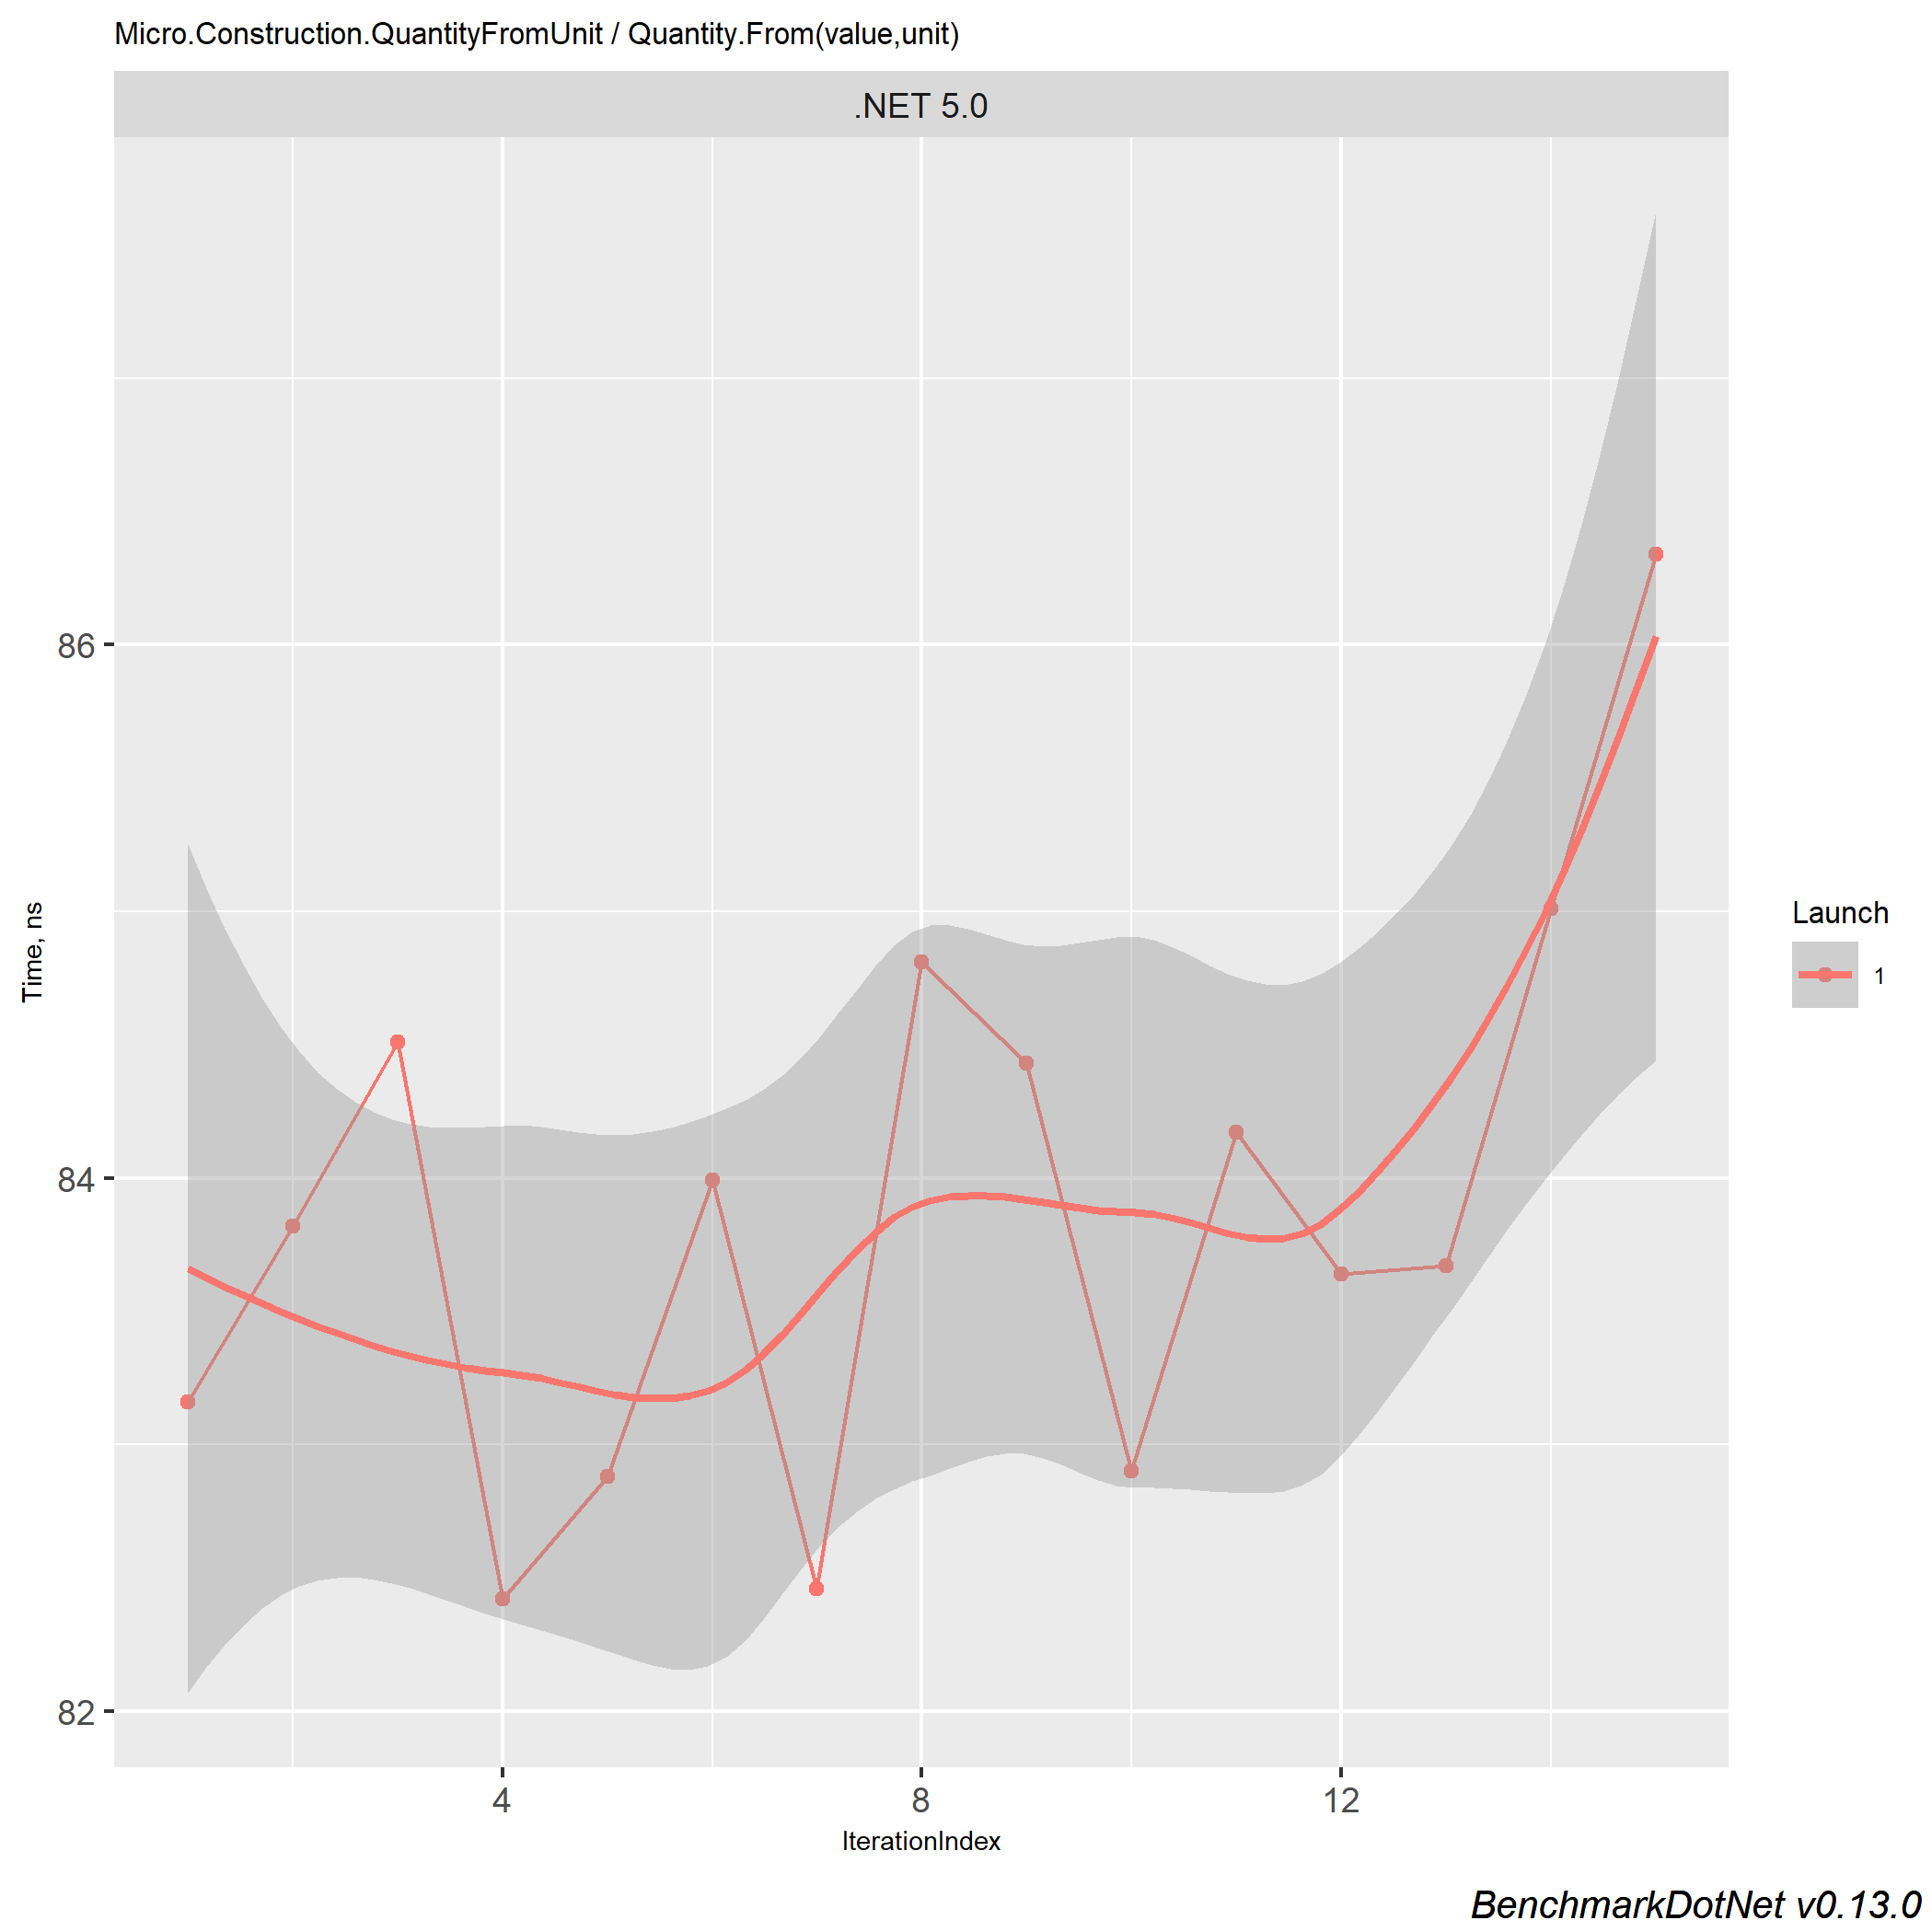 Micro.Construction.QuantityFromUnit / Quantity.From(value,unit)
.NET 5.0
Time, ns
86
84
82
4
8
12
IterationIndex
Launch
1
BenchmarkDotNet v0.13.0